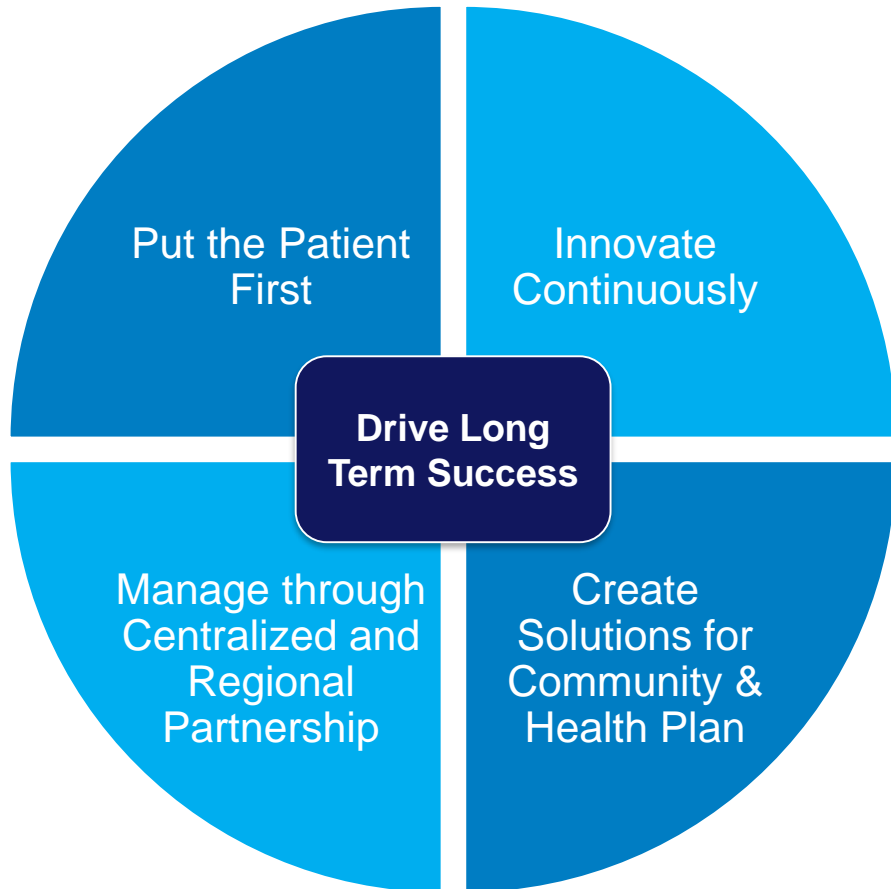 Put the Patient
First
Innovate
Continuously
Drive Long
Term Success
Manage through
Centralized and
Regional
Partnership
Create
Solutions for
Community &
Health Plan